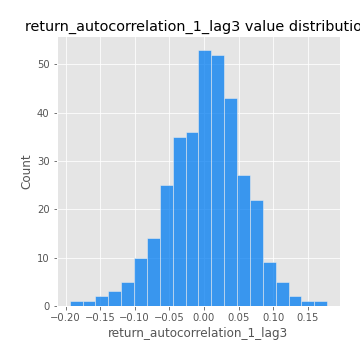 return_autocorrelation_1_lag3 value distributio
50
40
30
20
10
0
Count
−0.20 −0.15 −0.10 −0.05 0.00 0.05 0.10 0.15
return_autocorrelation_1_lag3